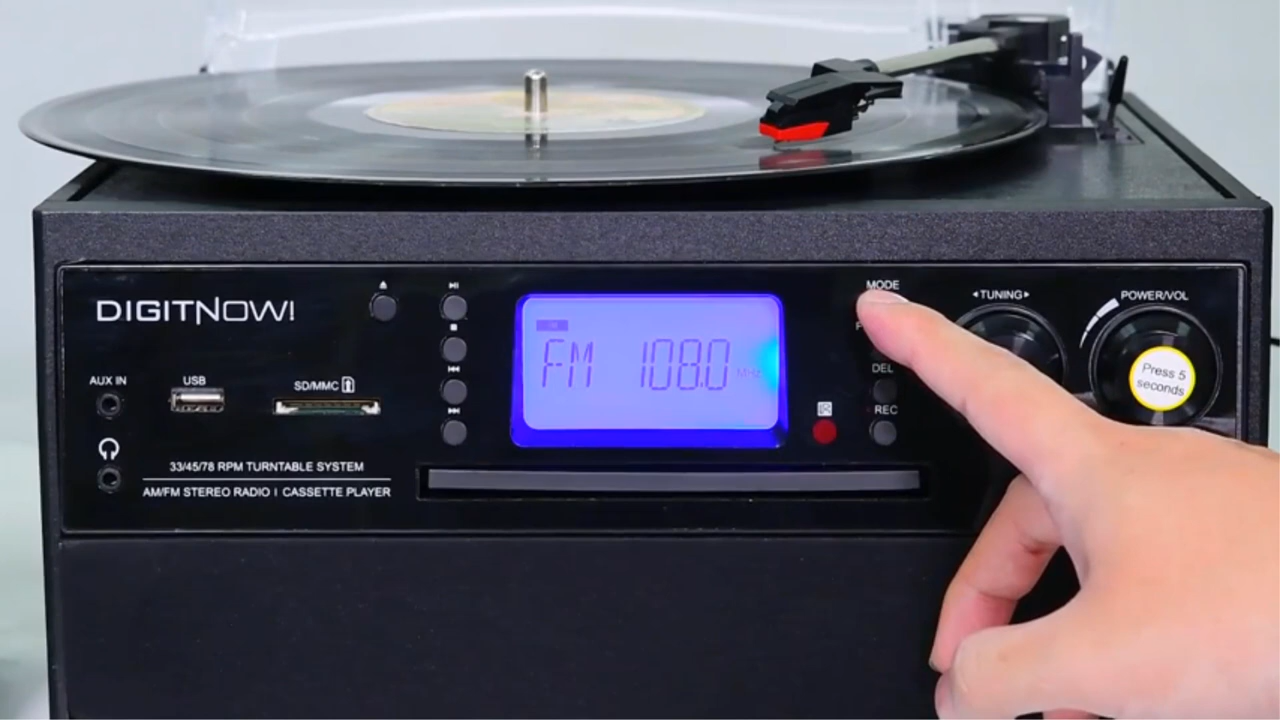 DIGITNOW!
MODE
◂TUNING▸
POWER/VOL
Press 5
seconds
FM 108.0 MHz
AUX IN
USB
SD/MMC
DEL
REC
33/45/78 RPM TURNTABLE SYSTEM
AM/FM STEREO RADIO | CASSETTE PLAYER